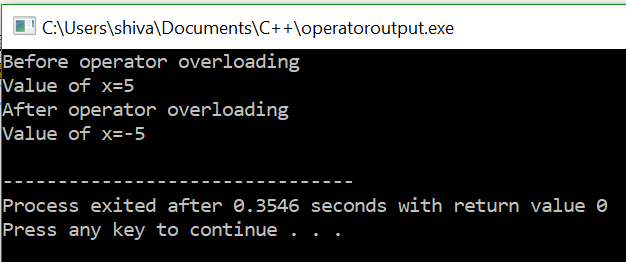 C:\Users\shiva\Documents\C++\operatoroutput.exe
Before operator overloading
Value of x=5
After operator overloading
Value of x=-5
--------------------------------
Process exited after 0.3546 seconds with return value 0
Press any key to continue . . .